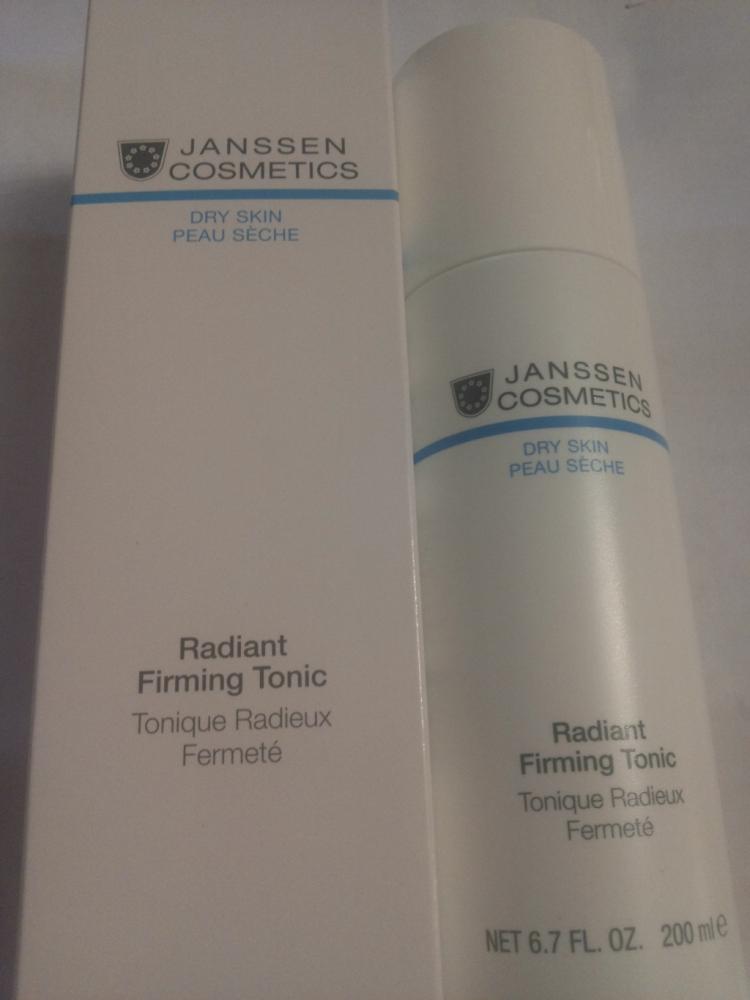 JANSSEN
COSMETICS
DRY SKIN
PEAU SÈCHE
Radiant
Firming Tonic
Tonique Radieux
Fermeté
JANSSEN
COSMETICS
DRY SKIN
PEAU SÈCHE
Radiant
Firming Tonic
Tonique Radieux
Fermeté
NET 6.7 FL. OZ. 200 ml e